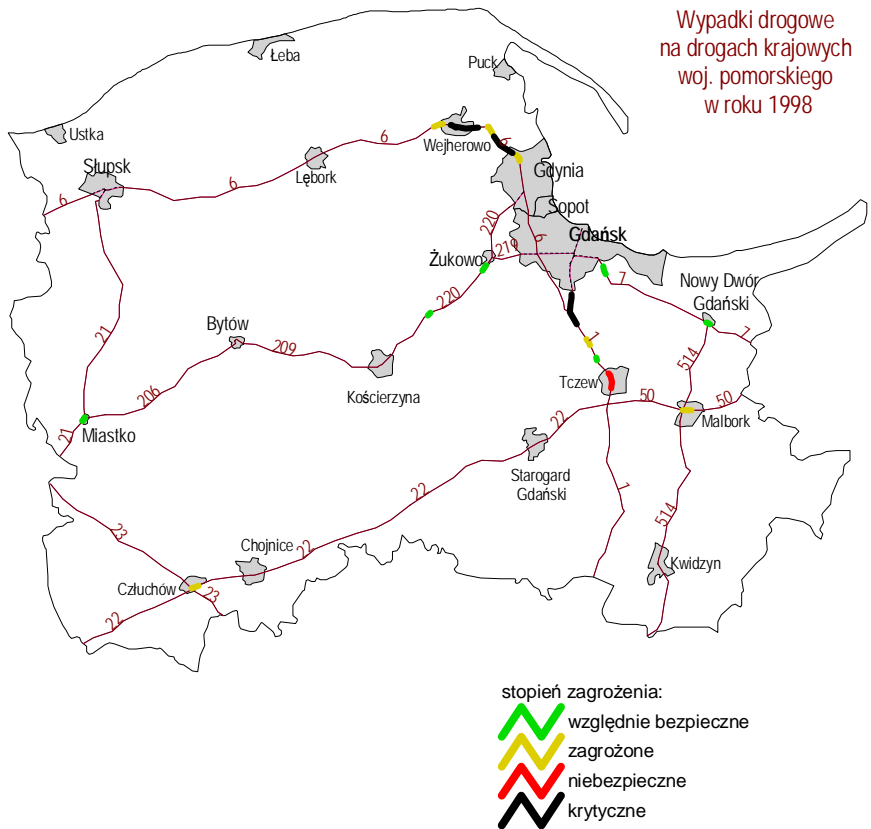 Wypadki drogowe
na drogach krajowych
woj. pomorskiego
w roku 1998
Łeba
Puck
Ustka
Wejherowo
6
6
Słupsk
Lębork
6
6
Gdynia
Sopot
220
Gdańsk
219
6
Żukowo
7
Nowy Dwór
Gdański
220
21
Bytów
209
1
7
514
Kościerzyna
Tczew
206
50
50
Malbork
21
Miastko
22
Starogard
Gdański
22
1
514
23
Chojnice
22
Kwidzyn
Człuchów
23
22
stopień zagrożenia:
względnie bezpieczne
zagrożone
niebezpieczne
krytyczne